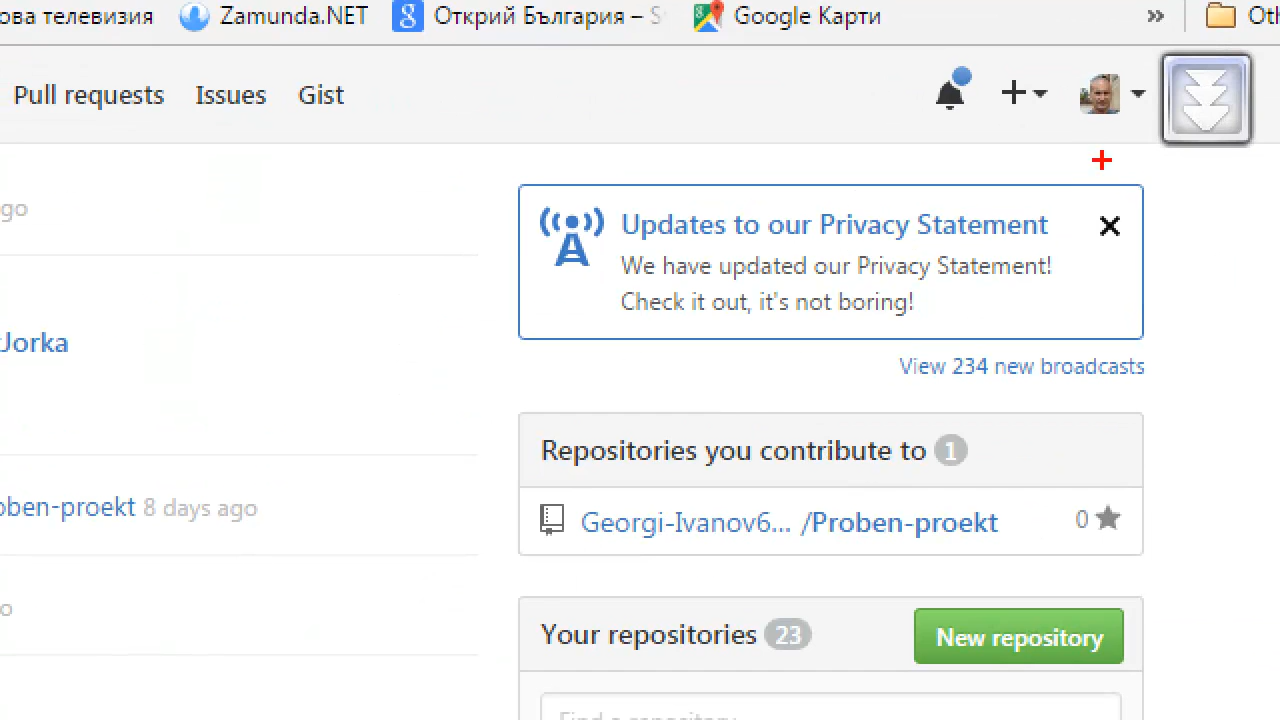 ова телевизия Zamunda.NET Открий България – S Google Карти » Oth
Pull requests Issues Gist
go
Updates to our Privacy Statement
We have updated our Privacy Statement!
Check it out, it's not boring!
Jorka
View 234 new broadcasts
Repositories you contribute to 1
oben-proekt 8 days ago
Georgi-Ivanov6... /Proben-proekt 0
o
Your repositories 23 New repository
Find a repository